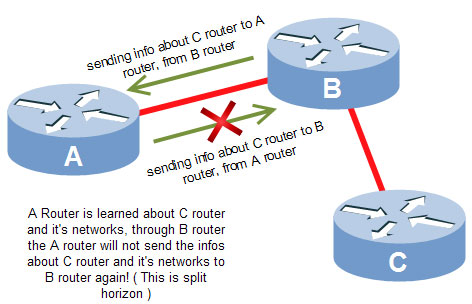 sending info about C router to A
router, from B router
B
A
sending info about C router to B
router, from A router
C
A Router is learned about C router
and it's networks, through B router
the A router will not send the infos
about C router and it's networks to
B router again! ( This is split
horizon )